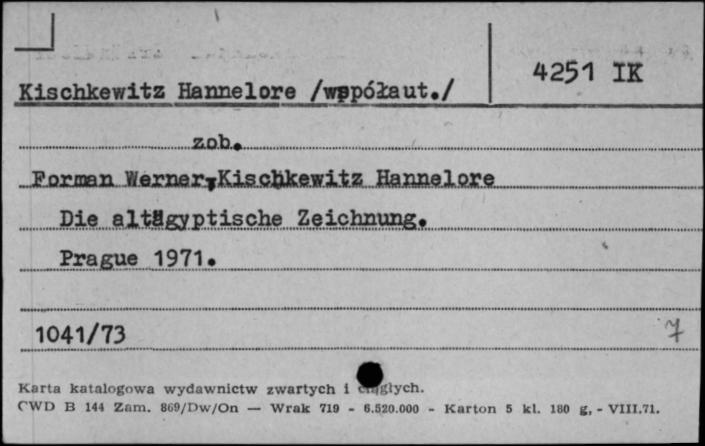 4251 IK
Kischkewitz Hannelore /współaut./
zob.
Forman Werner, Kischkewitz Hannelore
Die altägyptische Zeichnung.
Prague 1971.
1041/73
7
Karta katalogowa wydawnictw zwartych i ciągłych.
CWD B 144 Zam. 869/Dw/On — Wrak 719 - 6.520.000 - Karton 5 kl. 180 g, - VIII.71.